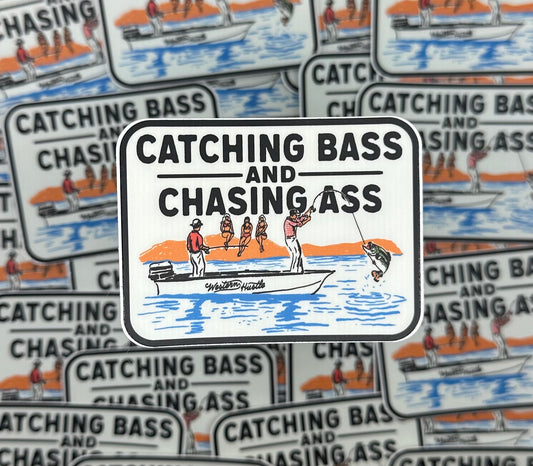 CATCHING BASS
AND
CHASING ASS
Western Hustle